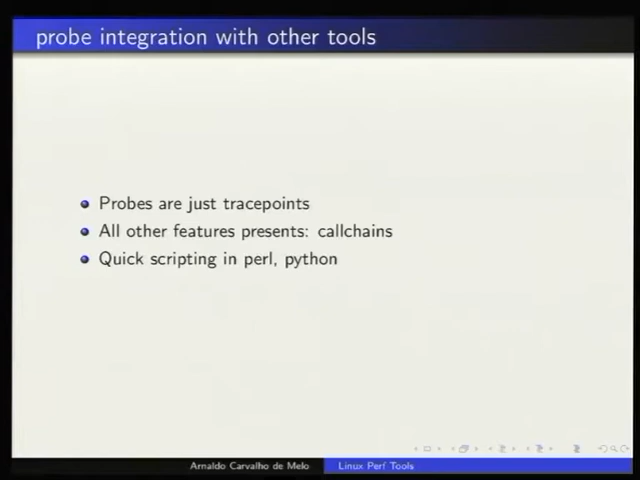 probe integration with other tools
Probes are just tracepoints
All other features presents: callchains
Quick scripting in perl, python
Arnaldo Carvalho de Melo
Linux Perf Tools